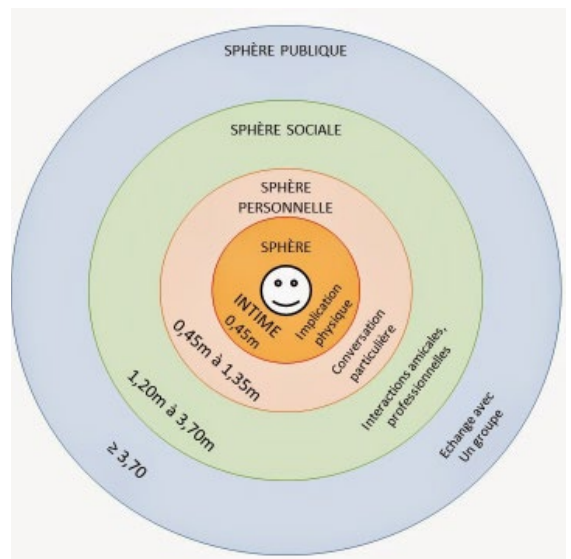 SPHÈRE PUBLIQUE
SPHÈRE SOCIALE
SPHÈRE
PERSONNELLE
SPHÈRE
INTIME
0,45m
Implication
physique
0,45m à 1,35m
Conversation
particulière
1,20m à 3,70m
Interactions amicales,
professionnelles
≥ 3,70
Echange avec
Un groupe